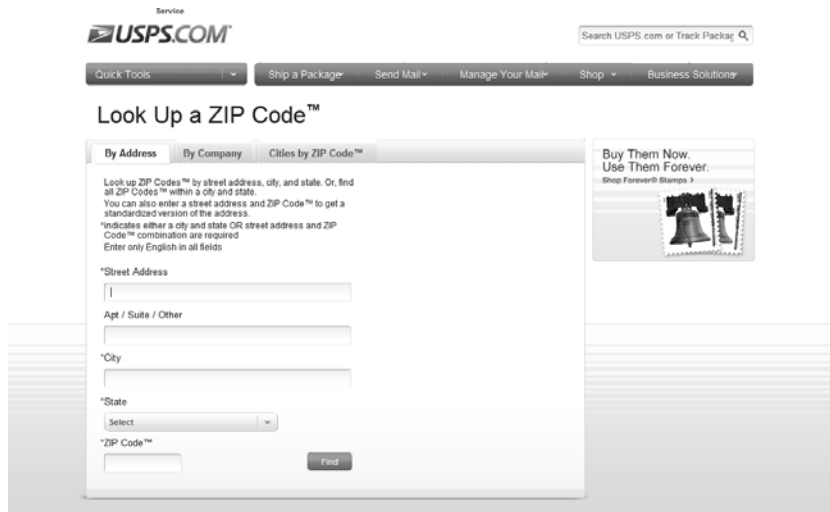 Service
USPS.COM®
Search USPS.com or Track Packag
Quick Tools
Ship a Package
Send Mail
Manage Your Mail
Shop
Business Solutions
Look Up a ZIP Code™
By Address
By Company
Cities by ZIP Code™
Look up ZIP Codes™ by street address, city, and state. Or, find
all ZIP Codes™ within a city and state.
You can also enter a street address and ZIP Code™ to get a
standardized version of the address.
*indicates either a city and state OR street address and ZIP
Code™ combination are required
Enter only English in all fields
*Street Address
Apt / Suite / Other
*City
*State
Select
*ZIP Code™
Find
Buy Them Now.
Use Them Forever.
Shop Forever® Stamps >